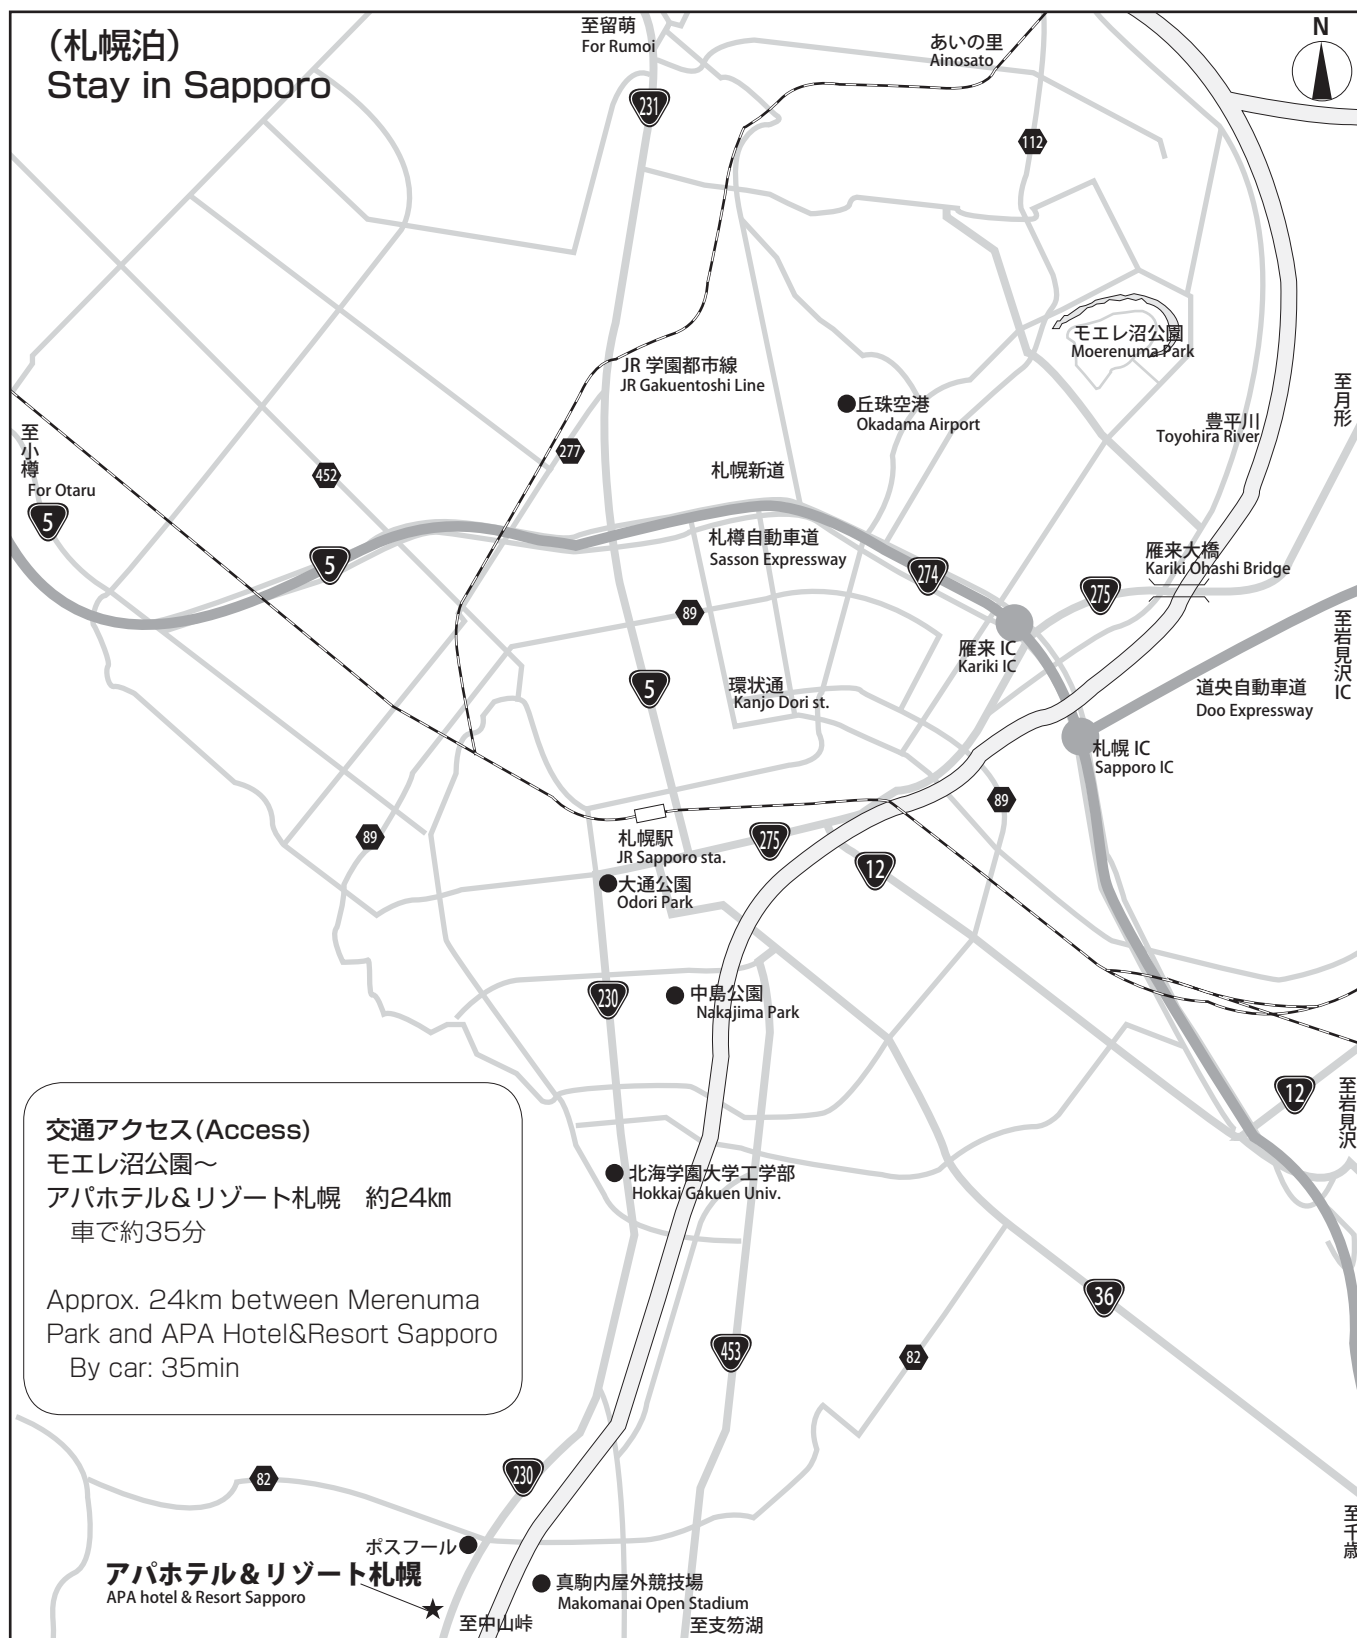 (札幌泊)
Stay in Sapporo
至留萌
For Rumoi
あいの里
Ainosato
N
231
112
モエレ沼公園
Moerenuma Park
JR 学園都市線
JR Gakuentoshi Line
丘珠空港
Okadama Airport
至月形
豊平川
Toyohira River
至小樽
For Otaru
5
452
277
札幌新道
5
札樽自動車道
Sasson Expressway
274
雁来大橋
Kariki Ohashi Bridge
275
89
雁来 IC
Kariki IC
至岩見沢IC
5
環状通
Kanjo Dori st.
道央自動車道
Doo Expressway
札幌 IC
Sapporo IC
89
89
札幌駅
JR Sapporo sta.
275
12
大通公園
Odori Park
230
中島公園
Nakajima Park
12
至岩見沢
交通アクセス(Access)
モエレ沼公園～
アパホテル＆リゾート札幌　約24㎞
車で約35分
Approx. 24km between Merenuma
Park and APA Hotel&Resort Sapporo
By car: 35min
北海学園大学工学部
Hokkai Gakuen Univ.
36
453
82
82
230
ポスフール
アパホテル＆リゾート札幌
APA hotel & Resort Sapporo
真駒内屋外競技場
Makomanai Open Stadium
至中山峠
至支笏湖
至千歳